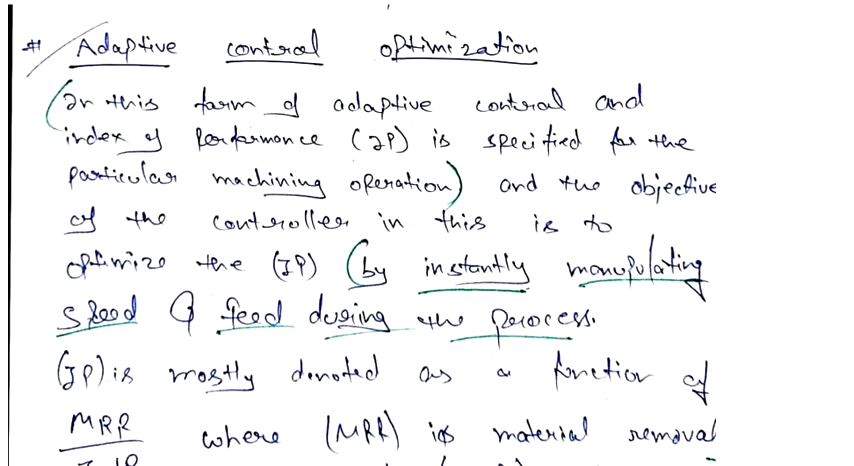 # Adaptive control optimization
(In this form of adaptive control and
index of Performance (IP) is specified for the
particular machining operation) and the objective
of the controller in this is to
optimize the (IP) (by instantly manupulating
speed & feed during the process.
(IP) is mostly denoted as a function of
MRR where (MRR) is material removal